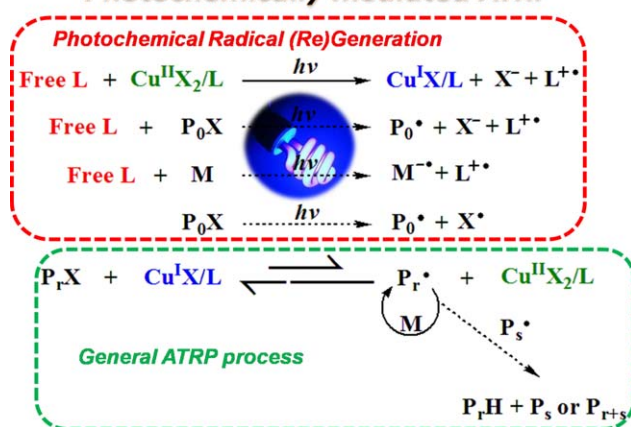 Photochemical Radical (Re)Generation
Free L + CuᴵᴵX₂/L hν CuᴵX/L + X⁻ + L⁺•
Free L + P₀X hν P₀• + X⁻ + L⁺•
Free L + M hν M⁻• + L⁺•
P₀X hν P₀• + X•
PᵣX + CuᴵX/L Pᵣ• + CuᴵᴵX₂/L
M
Pₛ•
General ATRP process
PᵣH + Pₛ or Pᵣ₊ₛ